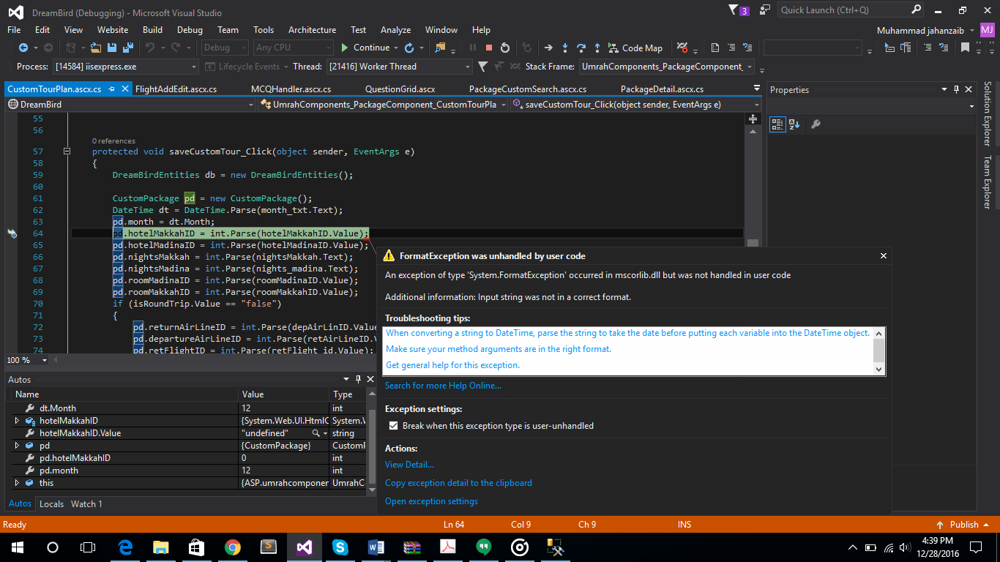 DreamBird (Debugging) - Microsoft Visual Studio
3
Quick Launch (Ctrl+Q)
File Edit View Website Build Debug Team Tools Architecture Test Analyze Window Help
Muhammad jahanzaib MJ
Debug Any CPU Continue Code Map
Process: [14584] iisexpress.exe Lifecycle Events Thread: [21416] Worker Thread Stack Frame: UmrahComponents_PackageComponent_
CustomTourPlan.ascx.cs FlightAddEdit.ascx.cs MCQHandler.ascx.cs QuestionGrid.ascx PackageCustomSearch.ascx.cs PackageDetail.ascx.cs
DreamBird UmrahComponents_PackageComponent_CustomTourPla saveCustomTour_Click(object sender, EventArgs e)
55
56
0 references
57 protected void saveCustomTour_Click(object sender, EventArgs e)
58 {
59 DreamBirdEntities db = new DreamBirdEntities();
60
61 CustomPackage pd = new CustomPackage();
62 DateTime dt = DateTime.Parse(month_txt.Text);
63 pd.month = dt.Month;
64 pd.hotelMakkahID = int.Parse(hotelMakkahID.Value);
65 pd.hotelMadinaID = int.Parse(hotelMadinaID.Value);
66 pd.nightsMakkah = int.Parse(nightsMakkah.Text);
67 pd.nightsMadina = int.Parse(nights_madina.Text);
68 pd.roomMadinaID = int.Parse(roomMadinaID.Value);
69 pd.roomMakkahID = int.Parse(roomMakkahID.Value);
70 if (isRoundTrip.Value == "false")
71 {
72 pd.returnAirLineID = int.Parse(depAirLinID.Value
73 pd.departureAirLineID = int.Parse(retAirLineID.V
74 pd.retFlightID = int.Parse(retFlight_id.Value);
100 %
Properties
Solution Explorer
Team Explorer
FormatException was unhandled by user code
An exception of type 'System.FormatException' occurred in mscorlib.dll but was not handled in user code
Additional information: Input string was not in a correct format.
Troubleshooting tips:
When converting a string to DateTime, parse the string to take the date before putting each variable into the DateTime object.
Make sure your method arguments are in the right format.
Get general help for this exception.
Search for more Help Online...
Exception settings:
Break when this exception type is user-unhandled
Actions:
View Detail...
Copy exception detail to the clipboard
Open exception settings
Autos
Name Value Type
dt.Month 12 int
hotelMakkahID {System.Web.UI.HtmlC System.W
hotelMakkahID.Value "undefined" string
pd {CustomPackage} CustomP
pd.hotelMakkahID 0 int
pd.month 12 int
this {ASP.umrahcomponen UmrahCo
Autos Locals Watch 1
Ready Ln 64 Col 9 Ch 9 INS Publish
4:39 PM
12/28/2016